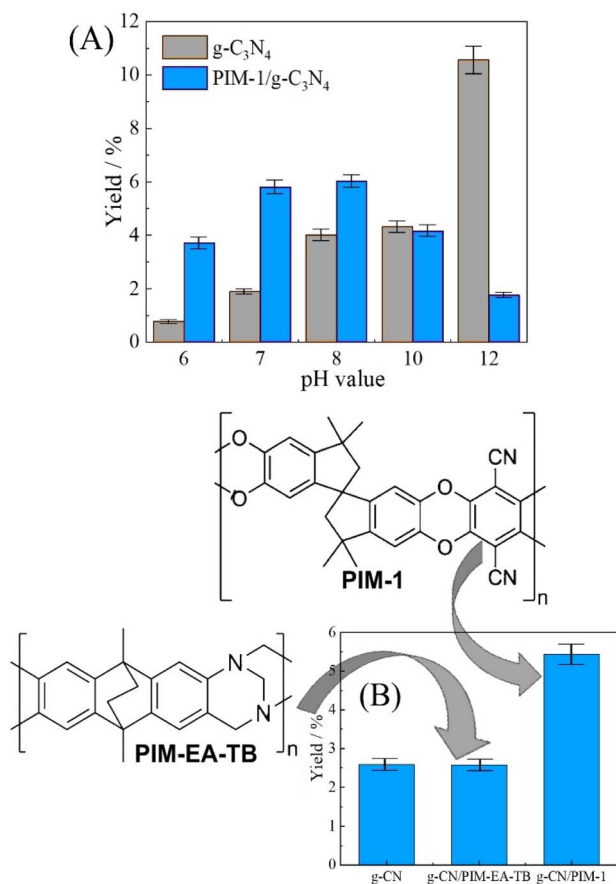 (A)
g-C₃N₄
PIM-1/g-C₃N₄
Yield / %
12
10
8
6
4
2
0
6 7 8 10 12
pH value
O
O
O
O
CN
CN
n
PIM-1
N
N
n
PIM-EA-TB
(B)
Yield / %
6
5
4
3
2
1
0
g-CN g-CN/PIM-EA-TB g-CN/PIM-1